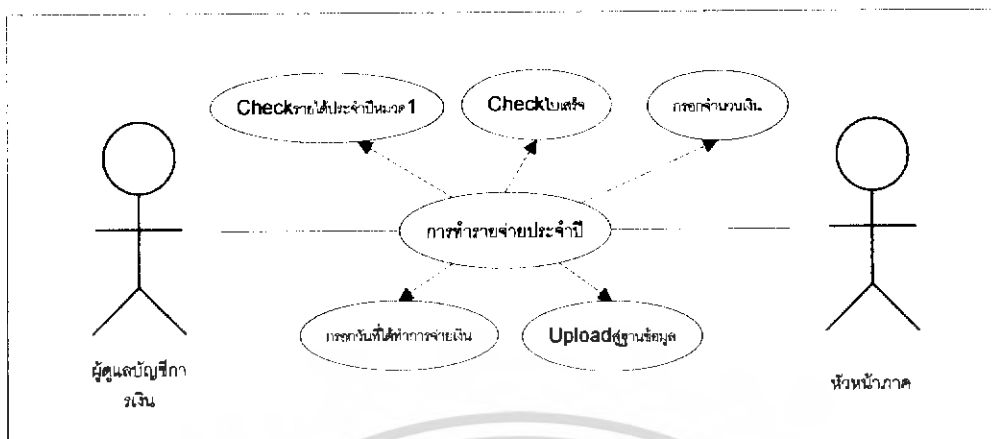 Checkรายได้ประจำปีหมวด1
Checkใบเสร็จ
กรอกจำนวนเงิน
การทำรายจ่ายประจำปี
กรอกวันที่ได้ทำการจ่ายเงิน
Uploadสู่ฐานข้อมูล
ผู้ดูแลบัญชีกา
รเงิน
หัวหน้าภาค